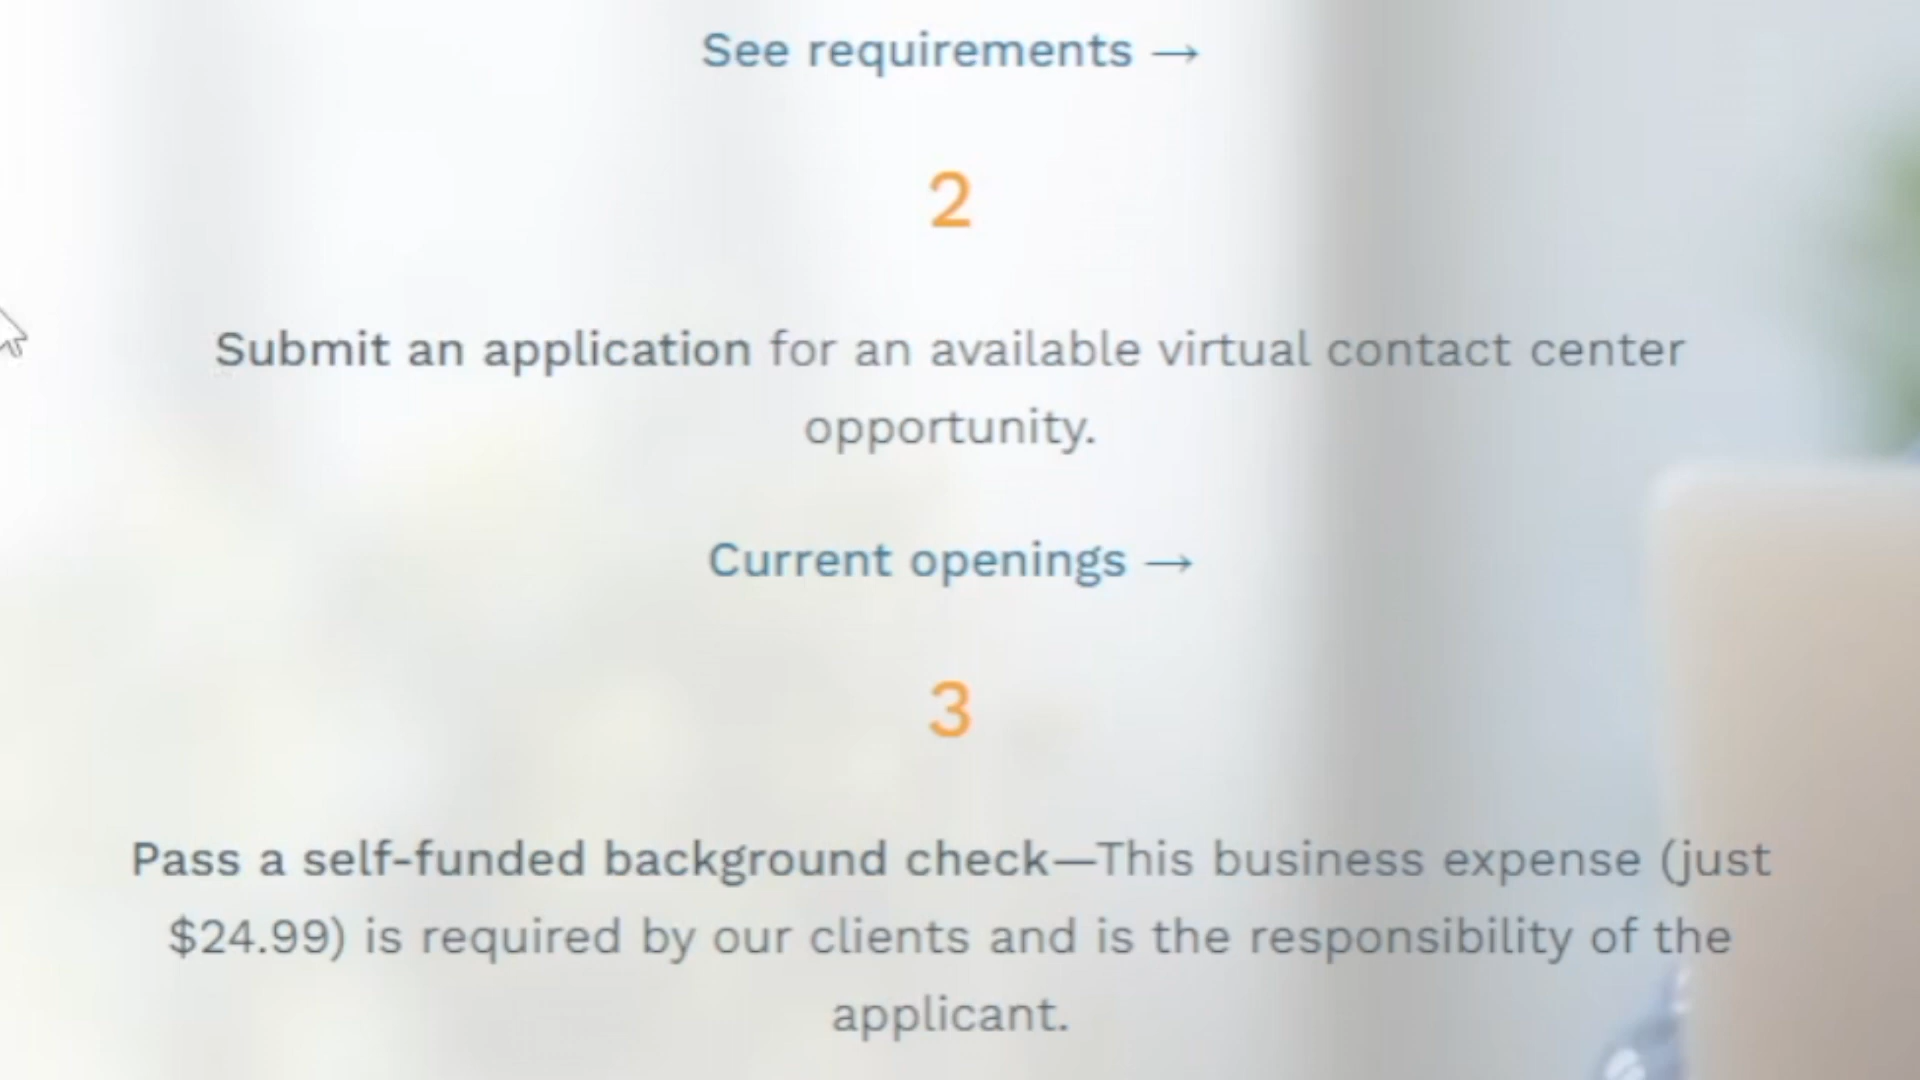 See requirements →
2
Submit an application for an available virtual contact center
opportunity.
Current openings →
3
Pass a self-funded background check—This business expense (just
$24.99) is required by our clients and is the responsibility of the
applicant.